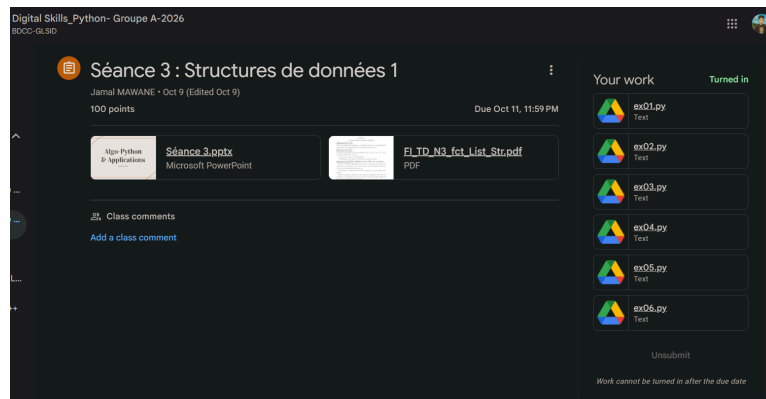 Digital Skills_Python- Groupe A-2026
BDCC-GLSID
Séance 3 : Structures de données 1
Jamal MAWANE • Oct 9 (Edited Oct 9)
100 points
Due Oct 11, 11:59 PM
Algo-Python
& Applications
Séance 3.pptx
Microsoft PowerPoint
FI_TD_N3_fct_List_Str.pdf
PDF
Class comments
Add a class comment
L...
++
Your work
Turned in
ex01.py
Text
ex02.py
Text
ex03.py
Text
ex04.py
Text
ex05.py
Text
ex06.py
Text
Unsubmit
Work cannot be turned in after the due date